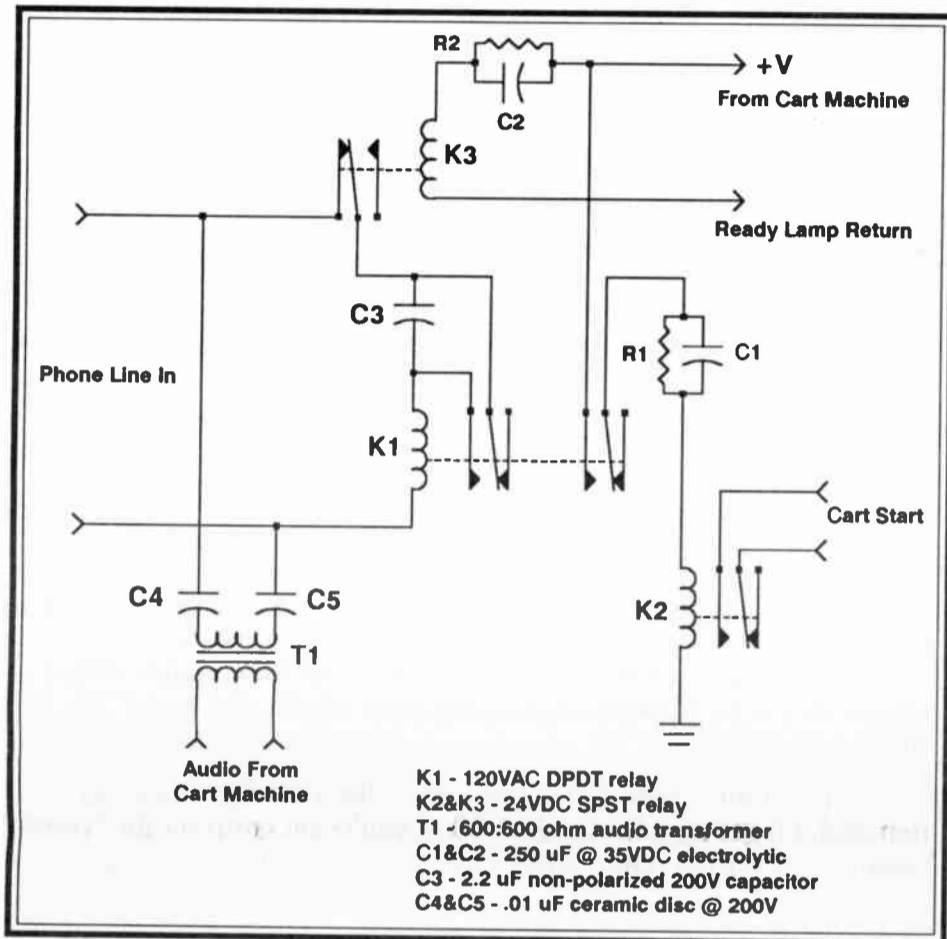 R2
+V
From Cart Machine
C2
K3
Ready Lamp Return
C3
R1
C1
Phone Line In
K1
Cart Start
C4
C5
K2
T1
Audio From
Cart Machine
K1 - 120VAC DPDT relay
K2&K3 - 24VDC SPST relay
T1 - 600:600 ohm audio transformer
C1&C2 - 250 uF @ 35VDC electrolytic
C3 - 2.2 uF non-polarized 200V capacitor
C4&C5 - .01 uF ceramic disc @ 200V